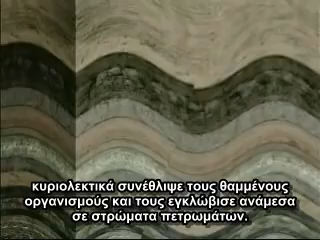 κυριολεκτικά συνέθλιψε τους θαμμένους
οργανισμούς και τους εγκλώβισε ανάμεσα
σε στρώματα πετρωμάτων.